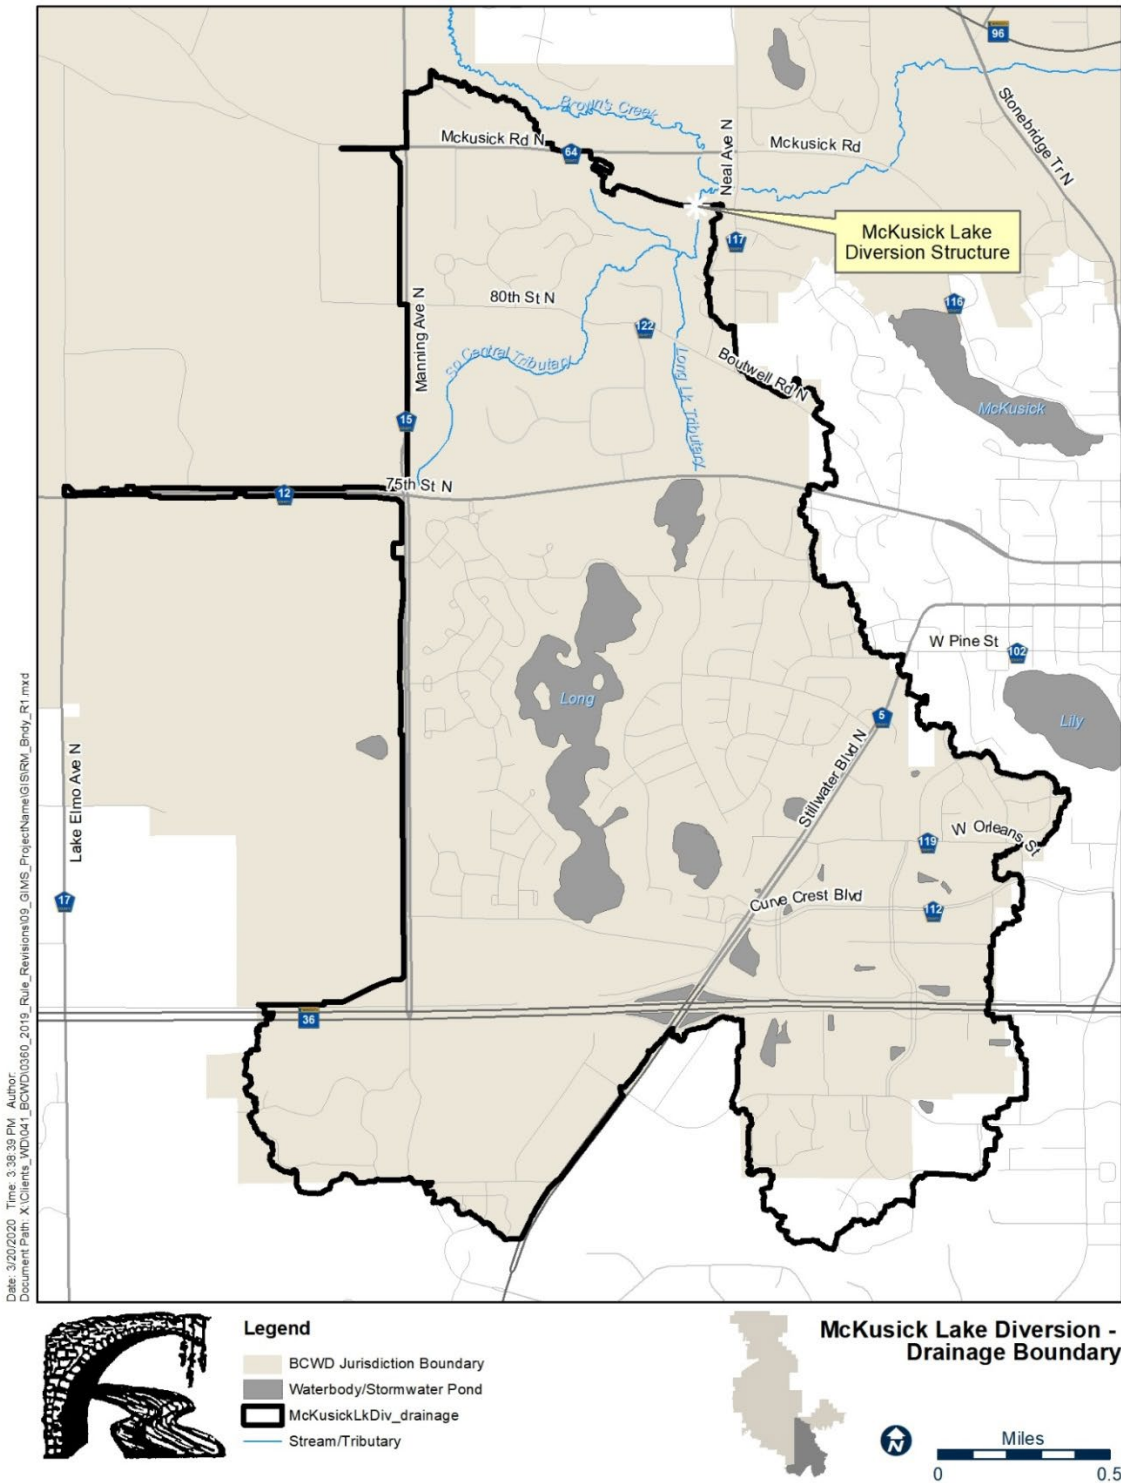 96
Brown's Creek
Stonebridge Tr N
Mckusick Rd N
64
Neal Ave N
Mckusick Rd
McKusick Lake
Diversion Structure
117
Manning Ave N
80th St N
122
116
So Central Tributary
Long Lk Tributary
Boutwell Rd N
McKusick
15
75th St N
12
W Pine St
102
Long
5
Lily
Stillwater Blvd N
Lake Elmo Ave N
119
W Orleans St
17
Curve Crest Blvd
112
36
Date: 3/20/2020 Time: 3:38:39 PM Author:
Document Path: X:\Clients_WD\041_BCWD\0360_2019_Rule_Revisions\09_GIMS_ProjectName\GIS\RM_Bndy_R1.mxd
Legend
BCWD Jurisdiction Boundary
Waterbody/Stormwater Pond
McKusickLkDiv_drainage
Stream/Tributary
McKusick Lake Diversion -
Drainage Boundary
N
Miles
0 0.5